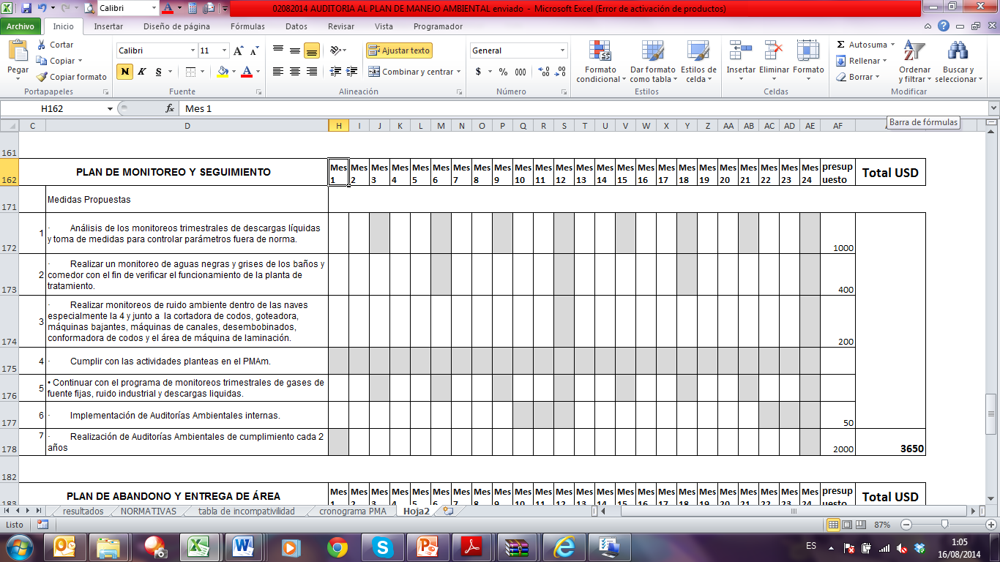 Calibri
02082014 AUDITORIA AL PLAN DE MANEJO AMBIENTAL enviado - Microsoft Excel (Error de activación de productos)
Archivo Inicio Insertar Diseño de página Fórmulas Datos Revisar Vista Programador
Pegar
Cortar
Copiar
Copiar formato
Portapapeles
Calibri 11
N K S
Fuente
Ajustar texto
Combinar y centrar
Alineación
General
$ % 000
Número
Formato condicional
Dar formato como tabla
Estilos de celda
Estilos
Insertar Eliminar Formato
Celdas
Autosuma
Rellenar
Borrar
Ordenar y filtrar
Buscar y seleccionar
Modificar
H162 fx Mes 1
Barra de fórmulas
C D H I J K L M N O P Q R S T U V W X Y Z AA AB AC AD AE AF
161
162 PLAN DE MONITOREO Y SEGUIMIENTO Mes 1 Mes 2 Mes 3 Mes 4 Mes 5 Mes 6 Mes 7 Mes 8 Mes 9 Mes 10 Mes 11 Mes 12 Mes 13 Mes 14 Mes 15 Mes 16 Mes 17 Mes 18 Mes 19 Mes 20 Mes 21 Mes 22 Mes 23 Mes 24 presupuesto Total USD
171 Medidas Propuestas
172 1 · Análisis de los monitoreos trimestrales de descargas líquidas
y toma de medidas para controlar parámetros fuera de norma. 1000
173 2 · Realizar un monitoreo de aguas negras y grises de los baños y
comedor con el fin de verificar el funcionamiento de la planta de
tratamiento. 400
174 3 · Realizar monitoreos de ruido ambiente dentro de las naves
especialmente la 4 y junto a la cortadora de codos, goteadora,
máquinas bajantes, máquinas de canales, desembobinados,
conformadora de codos y el área de máquina de laminación. 200
175 4 · Cumplir con las actividades planteas en el PMAm.
176 5 • Continuar con el programa de monitoreos trimestrales de gases de
fuente fijas, ruido industrial y descargas liquidas.
177 6 · Implementación de Auditorías Ambientales internas. 50
178 7 · Realización de Auditorías Ambientales de cumplimiento cada 2
años 2000 3650
182
183 PLAN DE ABANDONO Y ENTREGA DE ÁREA Mes 1 Mes 2 Mes 3 Mes 4 Mes 5 Mes 6 Mes 7 Mes 8 Mes 9 Mes 10 Mes 11 Mes 12 Mes 13 Mes 14 Mes 15 Mes 16 Mes 17 Mes 18 Mes 19 Mes 20 Mes 21 Mes 22 Mes 23 Mes 24 presupuesto Total USD
resultados NORMATIVAS tabla de incompativilidad cronograma PMA Hoja2
Listo 87%
ES 1:05
16/08/2014